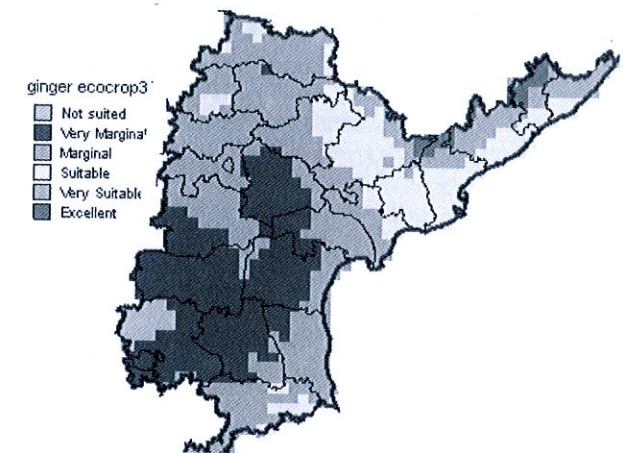 ginger ecocrop3
Not suited
Very Marginal
Marginal
Suitable
Very Suitable
Excellent